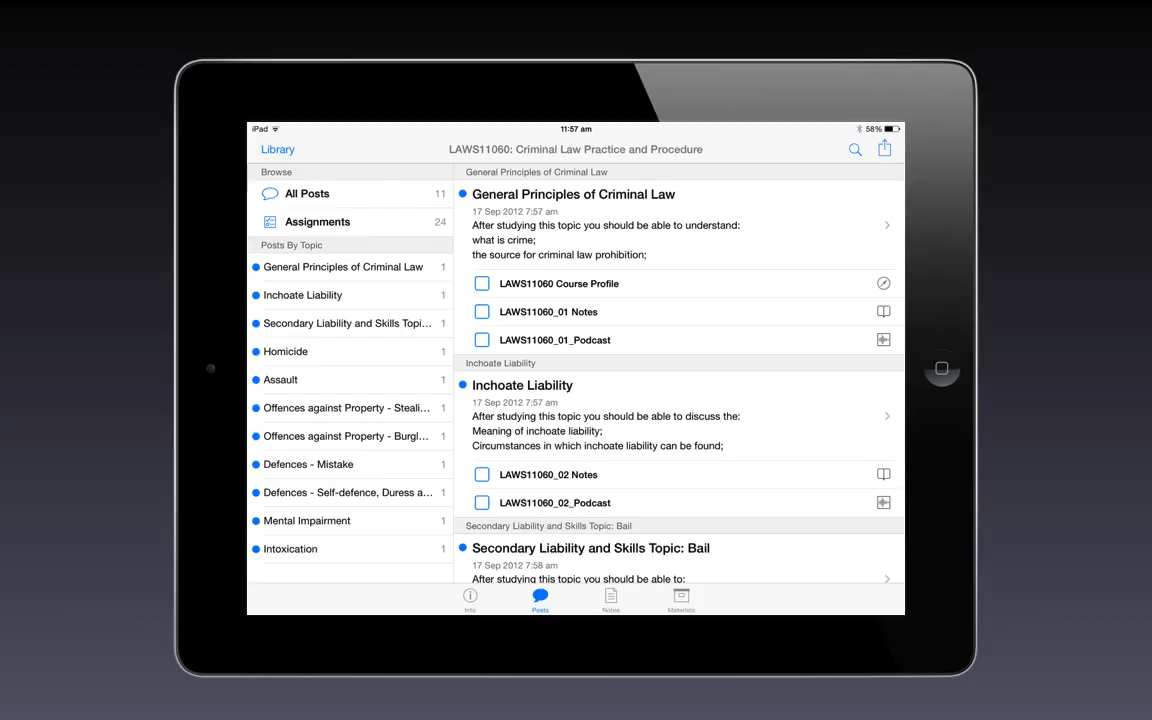 iPad
11:57 am
58%
Library
LAWS11060: Criminal Law Practice and Procedure
Browse
All Posts 11
Assignments 24
Posts By Topic
General Principles of Criminal Law 1
Inchoate Liability 1
Secondary Liability and Skills Topi... 1
Homicide 1
Assault 1
Offences against Property - Steali... 1
Offences against Property - Burgl... 1
Defences - Mistake 1
Defences - Self-defence, Duress a... 1
Mental Impairment 1
Intoxication 1
General Principles of Criminal Law
General Principles of Criminal Law
17 Sep 2012 7:57 am
After studying this topic you should be able to understand:
what is crime;
the source for criminal law prohibition;
LAWS11060 Course Profile
LAWS11060_01 Notes
LAWS11060_01_Podcast
Inchoate Liability
Inchoate Liability
17 Sep 2012 7:57 am
After studying this topic you should be able to discuss the:
Meaning of inchoate liability;
Circumstances in which inchoate liability can be found;
LAWS11060_02 Notes
LAWS11060_02_Podcast
Secondary Liability and Skills Topic: Bail
Secondary Liability and Skills Topic: Bail
17 Sep 2012 7:58 am
After studying this topic you should be able to:
Info
Posts
Notes
Materials